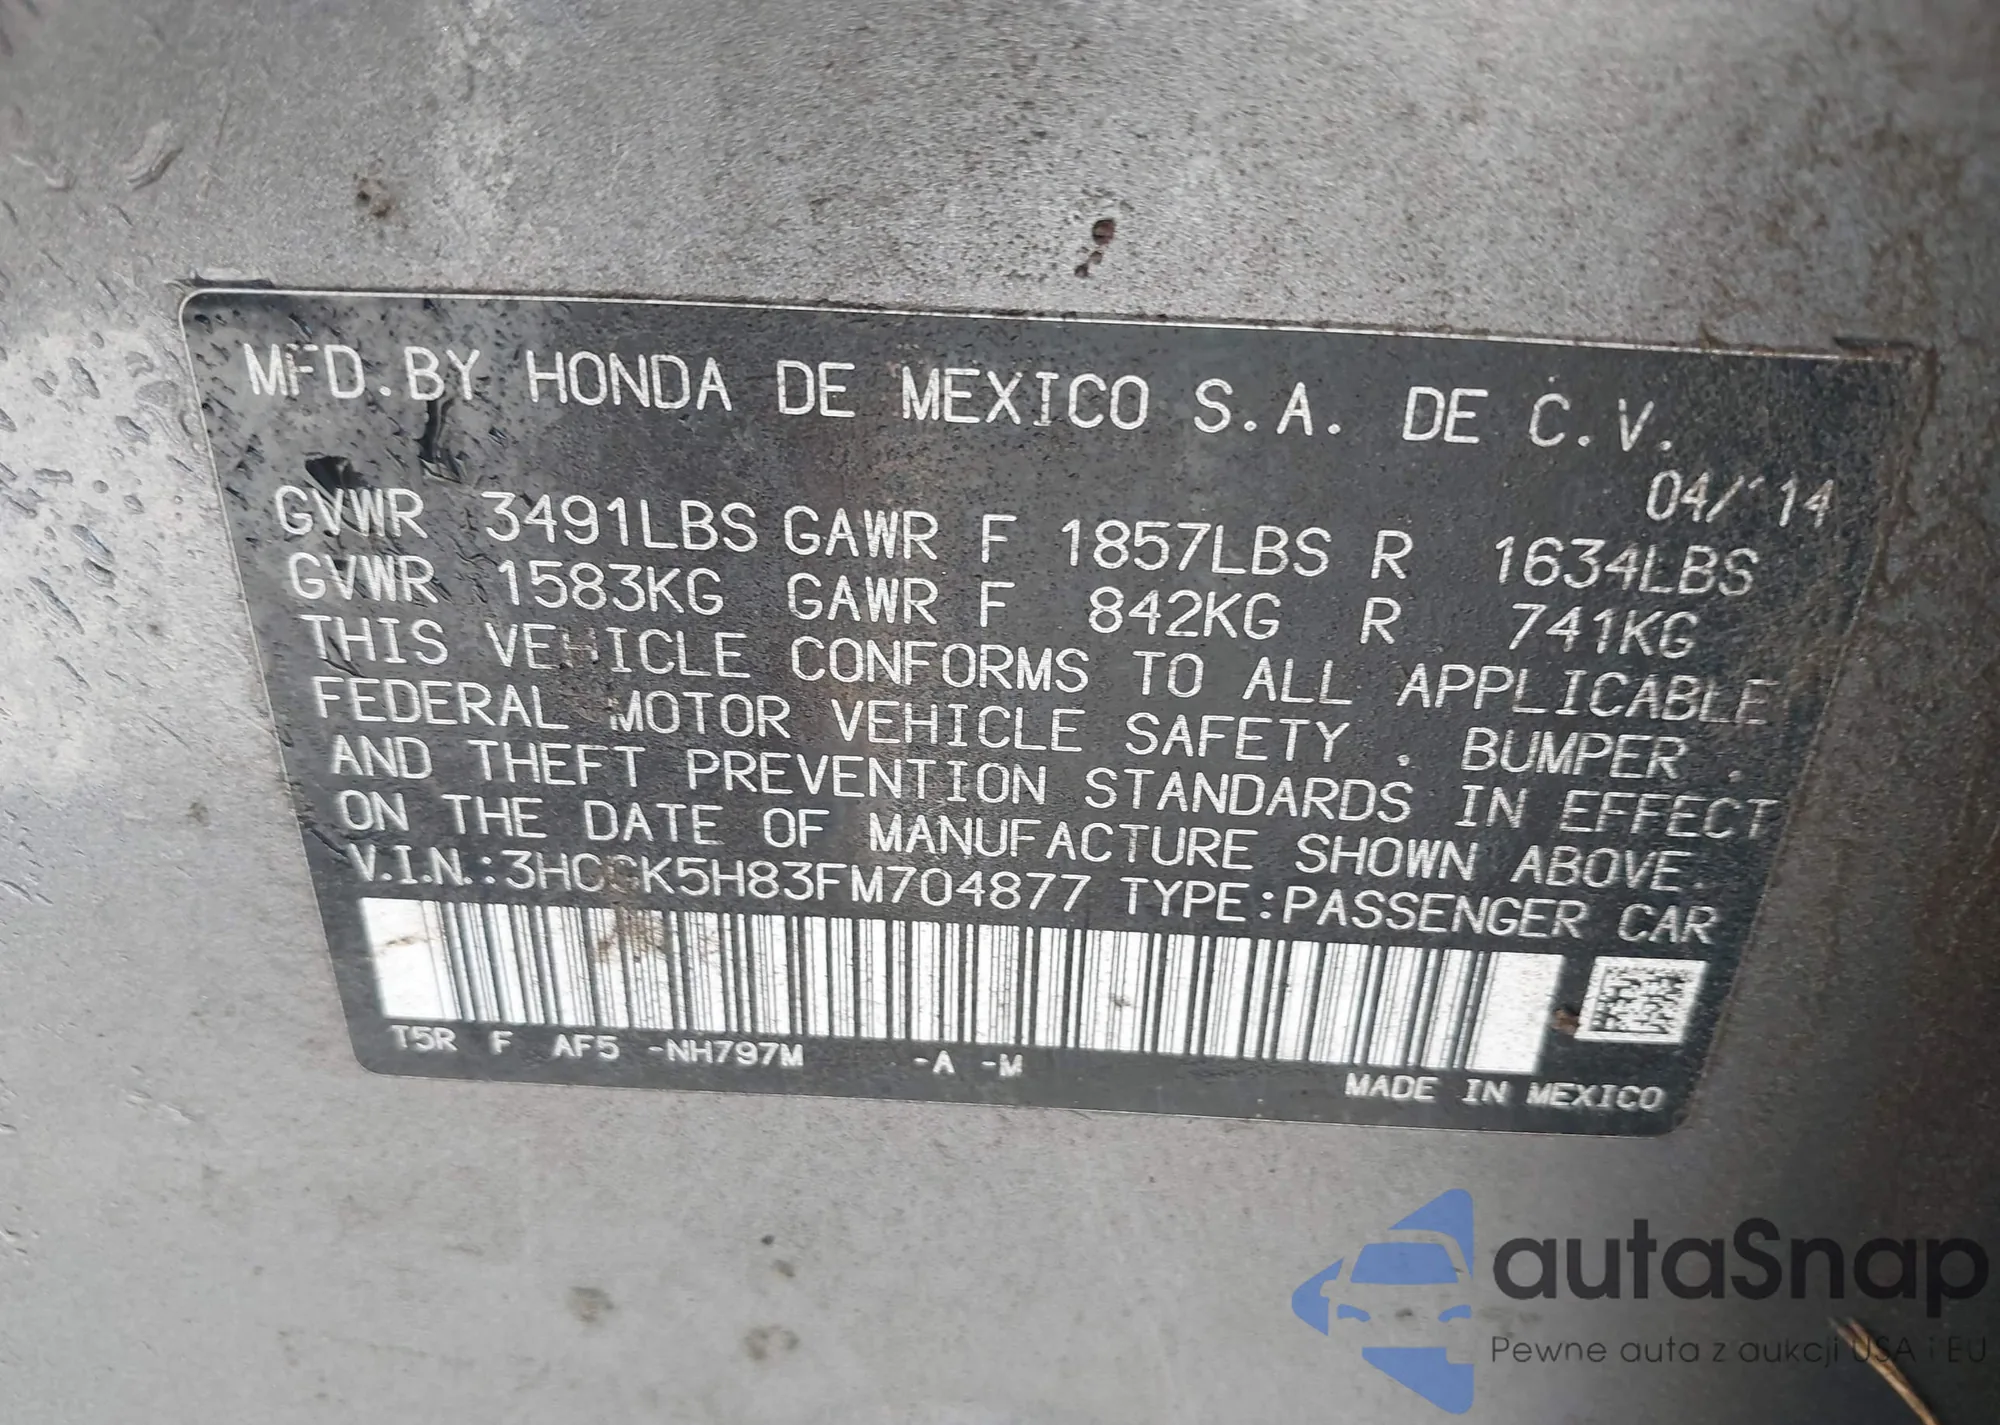 MFD.BY HONDA DE MEXICO S.A. DE C.V.
04/'14
GVWR 3491LBS GAWR F 1857LBS R 1634LBS
GVWR 1583KG GAWR F 842KG R 741KG
THIS VEHICLE CONFORMS TO ALL APPLICABLE
FEDERAL MOTOR VEHICLE SAFETY . BUMPER .
AND THEFT PREVENTION STANDARDS IN EFFECT
ON THE DATE OF MANUFACTURE SHOWN ABOVE.
V.I.N.: TYPE:PASSENGER CAR
T5R F AF5 -NH797M -A -M
MADE IN MEXICO
autaSnap
Pewne auta z aukcji USA i EU